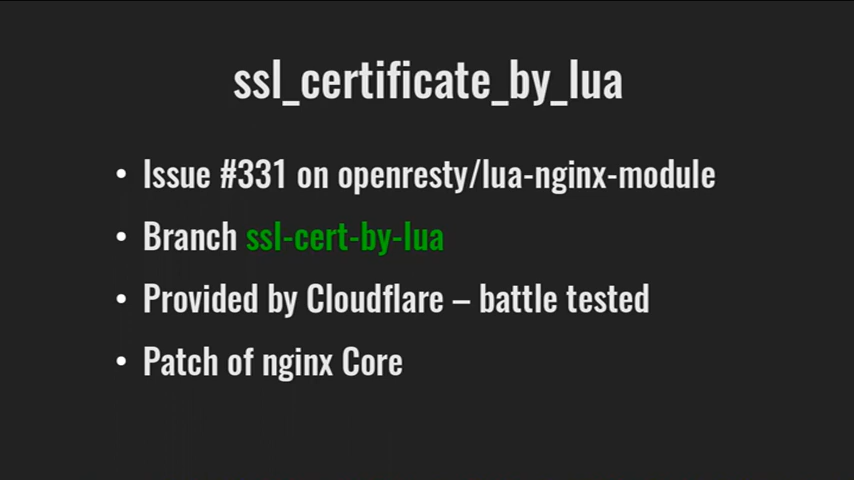 ssl_certificate_by_lua
• Issue #331 on openresty/lua-nginx-module
• Branch ssl-cert-by-lua
• Provided by Cloudflare – battle tested
• Patch of nginx Core